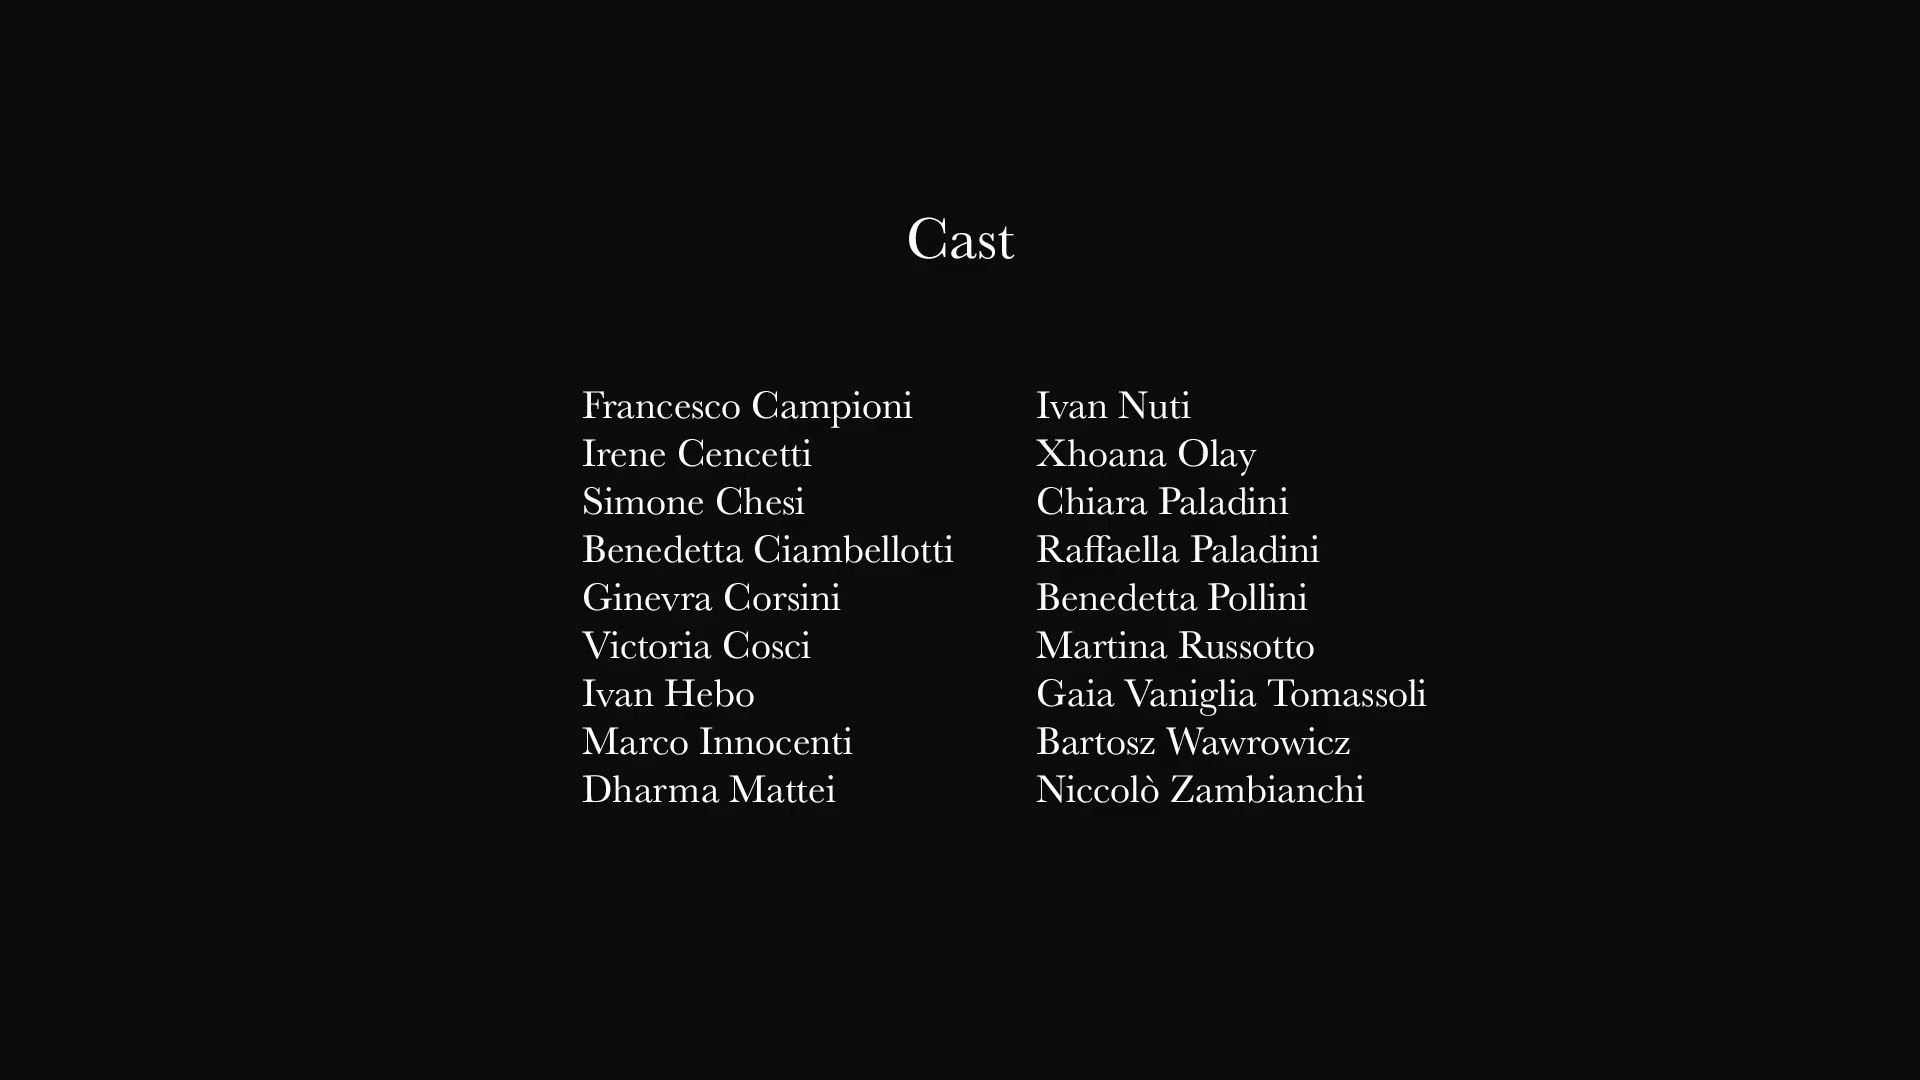 Cast
Francesco Campioni
Irene Cencetti
Simone Chesi
Benedetta Ciambellotti
Ginevra Corsini
Victoria Cosci
Ivan Hebo
Marco Innocenti
Dharma Mattei
Ivan Nuti
Xhoana Olay
Chiara Paladini
Raffaella Paladini
Benedetta Pollini
Martina Russotto
Gaia Vaniglia Tomassoli
Bartosz Wawrowicz
Niccolò Zambianchi